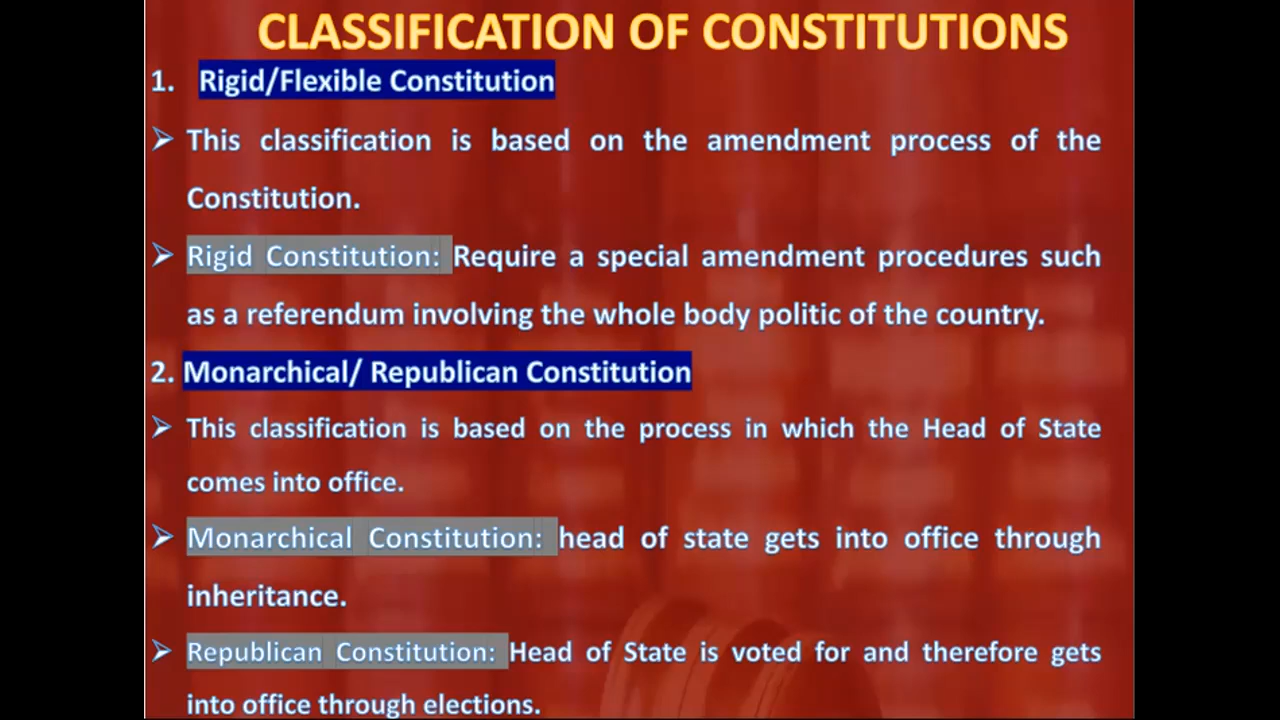 CLASSIFICATION OF CONSTITUTIONS
1. Rigid/Flexible Constitution
➢ This classification is based on the amendment process of the
Constitution.
➢ Rigid Constitution: Require a special amendment procedures such
as a referendum involving the whole body politic of the country.
2. Monarchical/ Republican Constitution
➢ This classification is based on the process in which the Head of State
comes into office.
➢ Monarchical Constitution: head of state gets into office through
inheritance.
➢ Republican Constitution: Head of State is voted for and therefore gets
into office through elections.